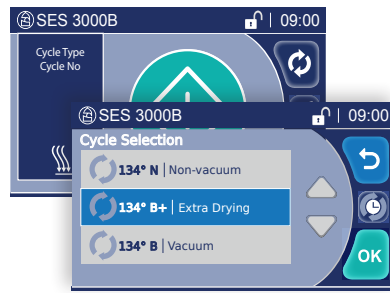 SES 3000B 09:00
Cycle Type
Cycle No
SES 3000B 09:00
Cycle Selection
134° N | Non-vacuum
134° B+ | Extra Drying
134° B | Vacuum
OK